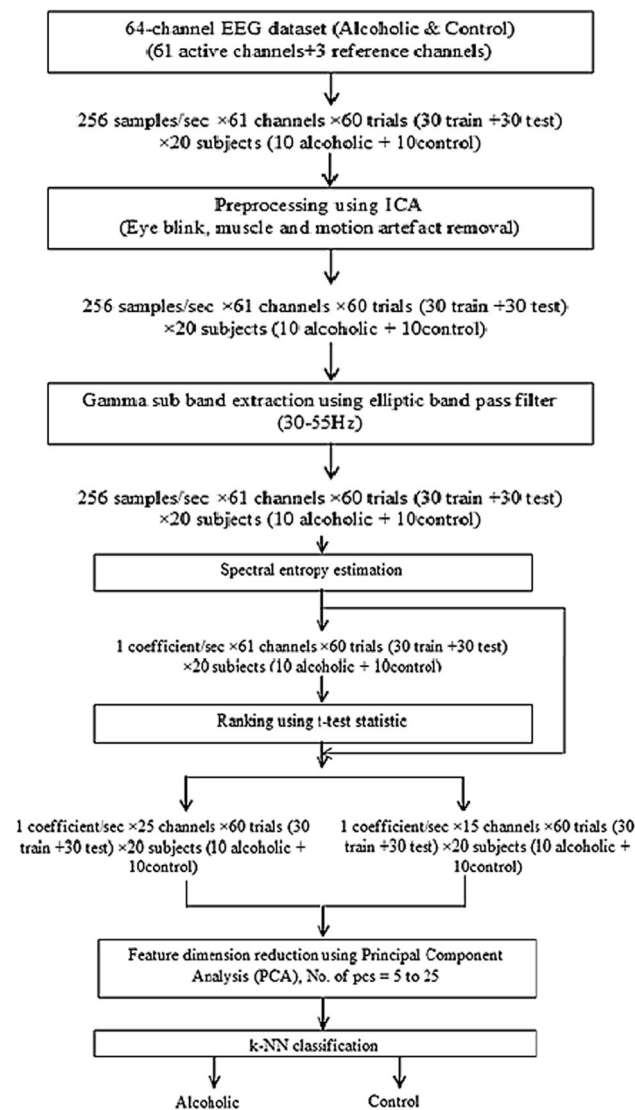 64-channel EEG dataset (Alcoholic & Control)
(61 active channels+3 reference channels)
256 samples/sec ×61 channels ×60 trials (30 train +30 test)
×20 subjects (10 alcoholic + 10control)
Preprocessing using ICA
(Eye blink, muscle and motion artefact removal)
256 samples/sec ×61 channels ×60 trials (30 train +30 test)
×20 subjects (10 alcoholic + 10control)
Gamma sub band extraction using elliptic band pass filter
(30-55Hz)
256 samples/sec ×61 channels ×60 trials (30 train +30 test)
×20 subjects (10 alcoholic + 10control)
Spectral entropy estimation
1 coefficient/sec ×61 channels ×60 trials (30 train +30 test)
×20 subjects (10 alcoholic + 10control)
Ranking using t-test statistic
1 coefficient/sec ×25 channels ×60 trials (30
train +30 test) ×20 subjects (10 alcoholic +
10control)
1 coefficient/sec ×15 channels ×60 trials (30
train +30 test) ×20 subjects (10 alcoholic +
10control)
Feature dimension reduction using Principal Component
Analysis (PCA), No. of pcs = 5 to 25
k-NN classification
Alcoholic
Control